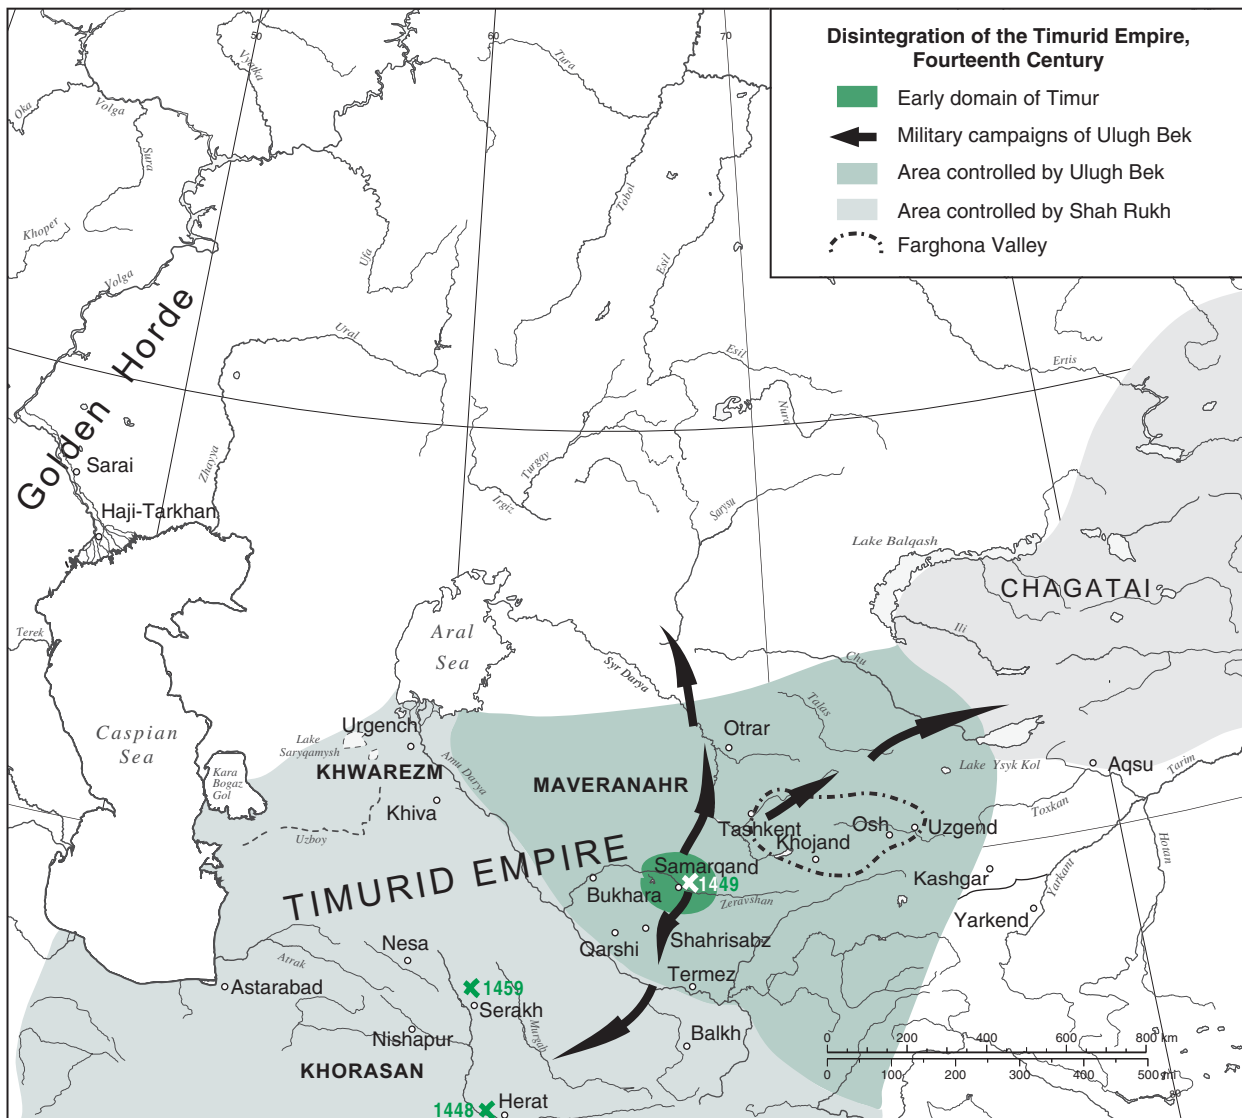 Disintegration of the Timurid Empire,
Fourteenth Century
Early domain of Timur
Military campaigns of Ulugh Bek
Area controlled by Ulugh Bek
Area controlled by Shah Rukh
Farghona Valley
50
60
70
Oka
Volga
Vyatka
Sura
Tura
Tobol
Khoper
Volga
Ufa
Esil
Golden Horde
Ural
Esil
Ertis
Nura
Sarai
Zhayya
Turgay
Irgiz
Sarysu
Haji-Tarkhan
Lake Balqash
CHAGATAI
Terek
Aral
Sea
Syr Darya
Chu
Ili
Talas
Caspian
Sea
Urgench
Lake
Saryqamysh
Otrar
KHWAREZM
Amu Darya
MAVERANAHR
Lake Ysyk Kol
Aqsu
Tarim
Kara
Bogaz
Gol
Khiva
Toxkan
Uzboy
Tashkent
Khojand
Osh
Uzgend
Hotan
TIMURID EMPIRE
Samarqand
1449
Bukhara
Zeravshan
Kashgar
Yarkant
Yarkend
Qarshi
Shahrisabz
Nesa
Atrak
Termez
Astarabad
1459
Serakh
Murgab
Nishapur
Balkh
KHORASAN
1448
Herat
0
200
400
600
800 km
0
100
200
300
400
500 mi